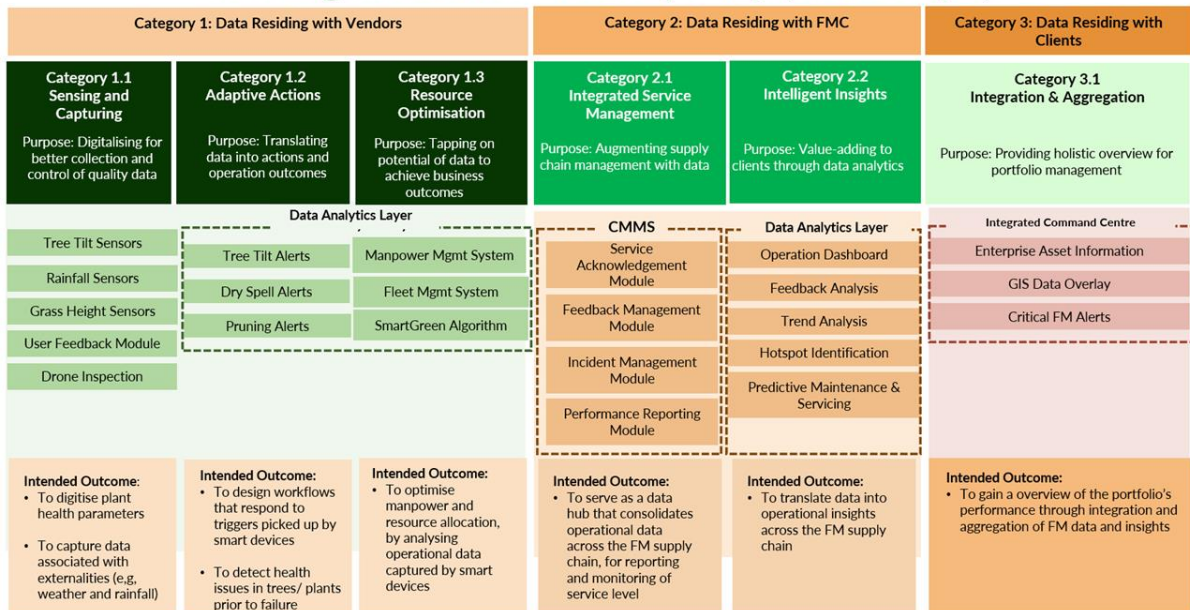 Category 1: Data Residing with Vendors
Category 2: Data Residing with FMC
Category 3: Data Residing with
Clients
Category 1.1
Sensing and
Capturing
Purpose: Digitalising for
better collection and
control of quality data
Category 1.2
Adaptive Actions
Purpose: Translating
data into actions and
operation outcomes
Category 1.3
Resource
Optimisation
Purpose: Tapping on
potential of data to
achieve business
outcomes
Category 2.1
Integrated Service
Management
Purpose: Augmenting supply
chain management with data
Category 2.2
Intelligent Insights
Purpose: Value-adding to
clients through data analytics
Category 3.1
Integration & Aggregation
Purpose: Providing holistic overview for
portfolio management
Tree Tilt Sensors
Rainfall Sensors
Grass Height Sensors
User Feedback Module
Drone Inspection
Data Analytics Layer
Tree Tilt Alerts
Dry Spell Alerts
Pruning Alerts
Manpower Mgmt System
Fleet Mgmt System
SmartGreen Algorithm
CMMS
Service
Acknowledgement
Module
Feedback Management
Module
Incident Management
Module
Performance Reporting
Module
Data Analytics Layer
Operation Dashboard
Feedback Analysis
Trend Analysis
Hotspot Identification
Predictive Maintenance &
Servicing
Integrated Command Centre
Enterprise Asset Information
GIS Data Overlay
Critical FM Alerts
Intended Outcome:
• To digitise plant
health parameters
• To capture data
associated with
externalities (e.g,
weather and rainfall)
Intended Outcome:
• To design workflows
that respond to
triggers picked up by
smart devices
• To detect health
issues in trees/ plants
prior to failure
Intended Outcome:
• To optimise
manpower and
resource allocation,
by analysing
operational data
captured by smart
devices
Intended Outcome:
• To serve as a data
hub that consolidates
operational data
across the FM supply
chain, for reporting
and monitoring of
service level
Intended Outcome:
• To translate data into
operational insights
across the FM supply
chain
Intended Outcome:
• To gain a overview of the portfolio's
performance through integration and
aggregation of FM data and insights